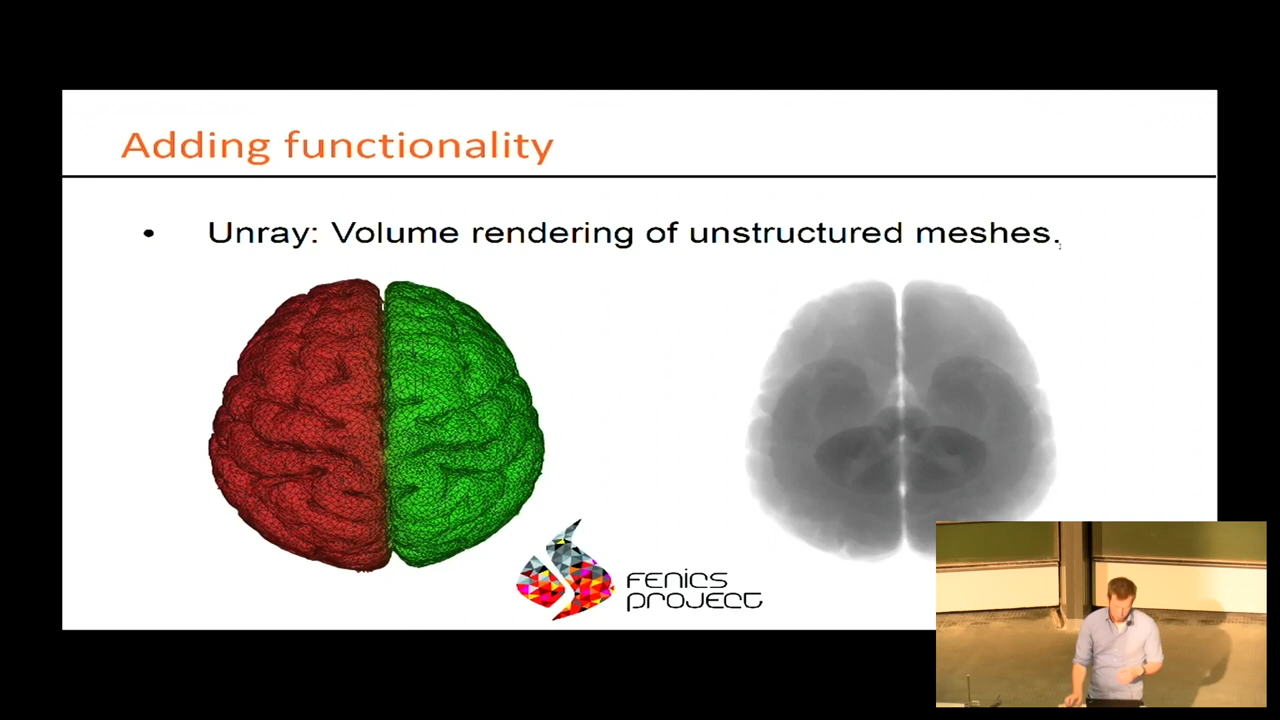 Adding functionality
• Unray: Volume rendering of unstructured meshes.
FENICS
PROJECT